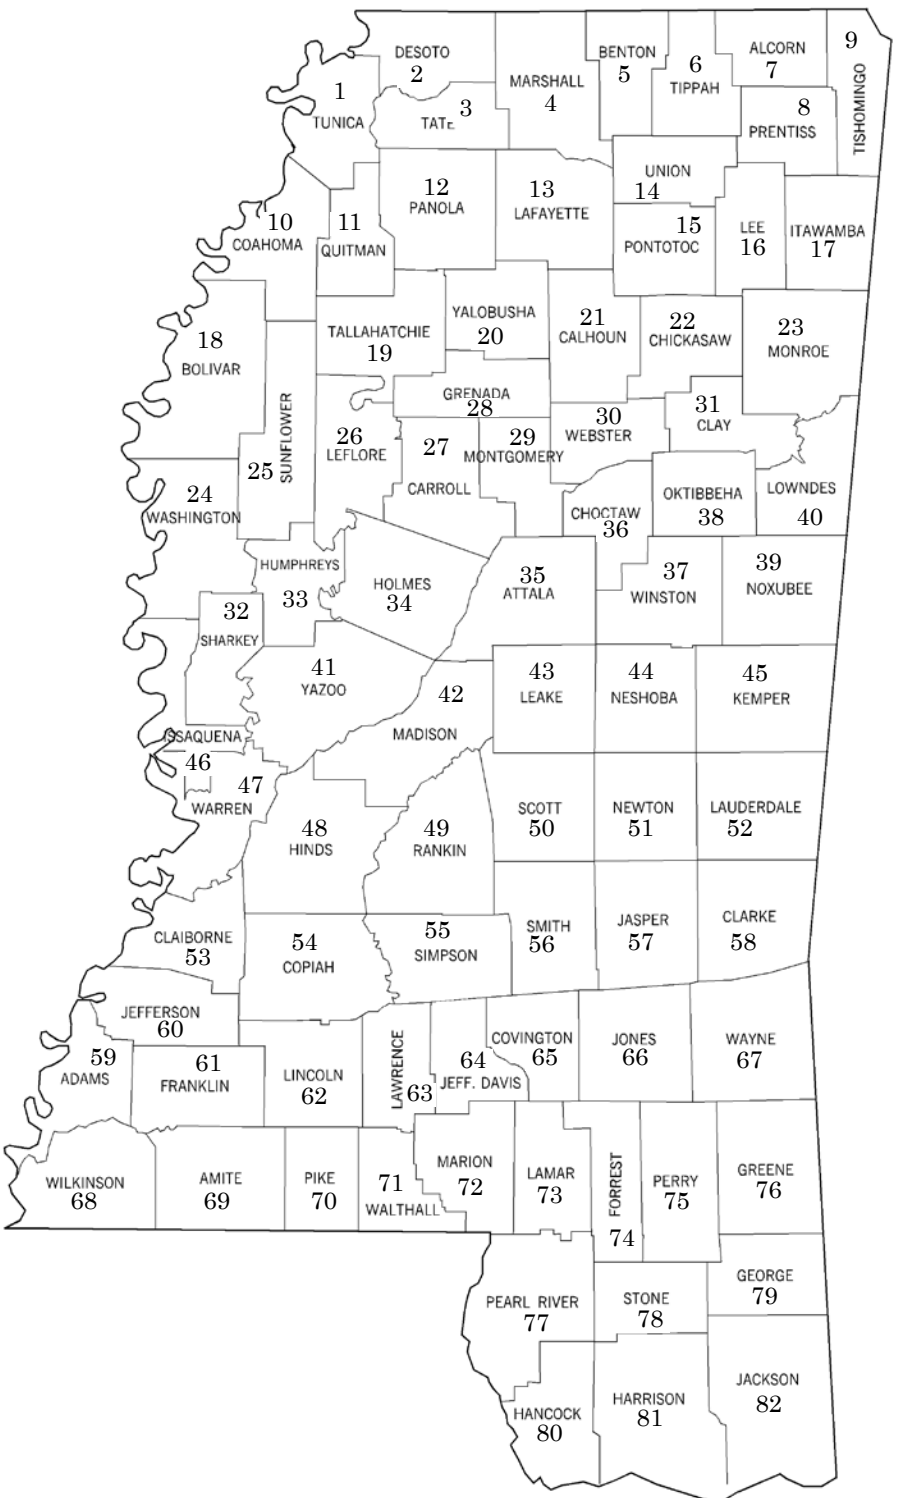 DESOTO
2
MARSHALL
4
BENTON
5
6
TIPPAH
ALCORN
7
9
TISHOMINGO
1
TUNICA
3
TATE
8
PRENTISS
10
COAHOMA
11
QUITMAN
12
PANOLA
13
LAFAYETTE
UNION
14
15
PONTOTOC
LEE
16
ITAWAMBA
17
18
BOLIVAR
TALLAHATCHIE
19
YALOBUSHA
20
21
CALHOUN
22
CHICKASAW
23
MONROE
24
WASHINGTON
25
SUNFLOWER
26
LEFLORE
27
CARROLL
GRENADA
28
29
MONTGOMERY
30
WEBSTER
31
CLAY
CHOCTAW
36
OKTIBBEHA
38
LOWNDES
40
32
SHARKEY
HUMPHREYS
33
HOLMES
34
35
ATTALA
37
WINSTON
39
NOXUBEE
41
YAZOO
42
MADISON
43
LEAKE
44
NESHOBA
45
KEMPER
ISSAQUENA
46
47
WARREN
48
HINDS
49
RANKIN
SCOTT
50
NEWTON
51
LAUDERDALE
52
CLAIBORNE
53
54
COPIAH
55
SIMPSON
SMITH
56
JASPER
57
CLARKE
58
59
ADAMS
JEFFERSON
60
61
FRANKLIN
LINCOLN
62
LAWRENCE
63
64
JEFF. DAVIS
COVINGTON
65
JONES
66
WAYNE
67
WILKINSON
68
AMITE
69
PIKE
70
71
WALTHALL
MARION
72
LAMAR
73
FORREST
74
PERRY
75
GREENE
76
PEARL RIVER
77
STONE
78
GEORGE
79
HANCOCK
80
HARRISON
81
JACKSON
82